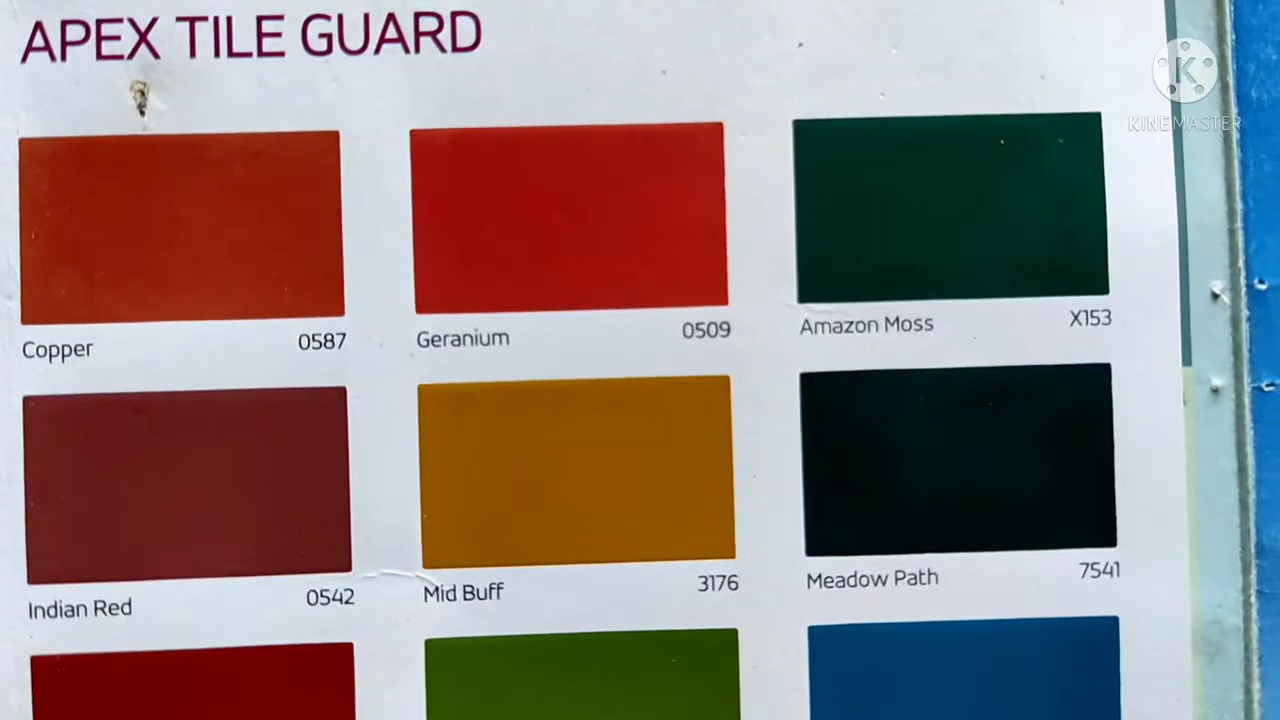 APEX TILE GUARD
K
KINEMASTER
Copper 0587
Geranium 0509
Amazon Moss X153
Indian Red 0542
Mid Buff 3176
Meadow Path 7541